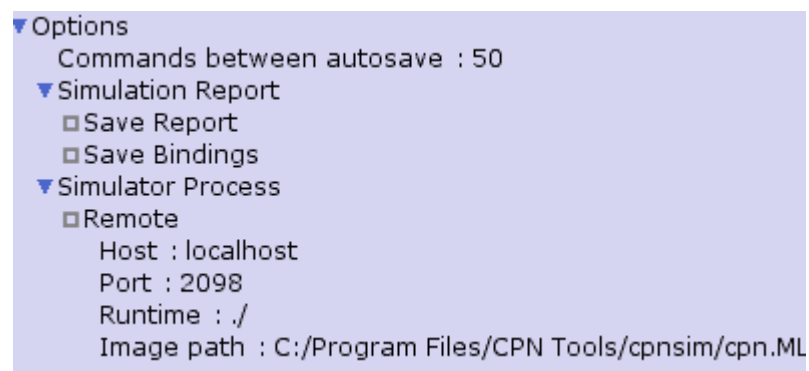 Options
Commands between autosave : 50
Simulation Report
Save Report
Save Bindings
Simulator Process
Remote
Host : localhost
Port : 2098
Runtime : ./
Image path : C:/Program Files/CPN Tools/cpnsim/cpn.ML